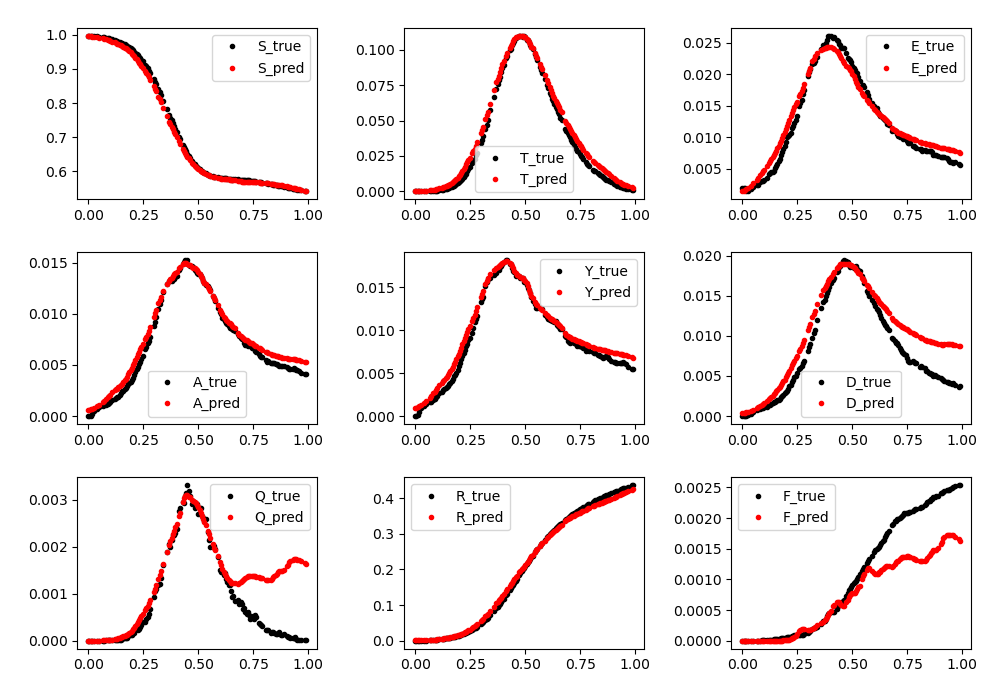 1.0
0.9
0.8
0.7
0.6
0.00 0.25 0.50 0.75 1.00
S_true
S_pred
0.100
0.075
0.050
0.025
0.000
0.00 0.25 0.50 0.75 1.00
T_true
T_pred
0.025
0.020
0.015
0.010
0.005
0.00 0.25 0.50 0.75 1.00
E_true
E_pred
0.015
0.010
0.005
0.000
0.00 0.25 0.50 0.75 1.00
A_true
A_pred
0.015
0.010
0.005
0.000
0.00 0.25 0.50 0.75 1.00
Y_true
Y_pred
0.020
0.015
0.010
0.005
0.000
0.00 0.25 0.50 0.75 1.00
D_true
D_pred
0.003
0.002
0.001
0.000
0.00 0.25 0.50 0.75 1.00
Q_true
Q_pred
0.4
0.3
0.2
0.1
0.0
0.00 0.25 0.50 0.75 1.00
R_true
R_pred
0.0025
0.0020
0.0015
0.0010
0.0005
0.0000
0.00 0.25 0.50 0.75 1.00
F_true
F_pred